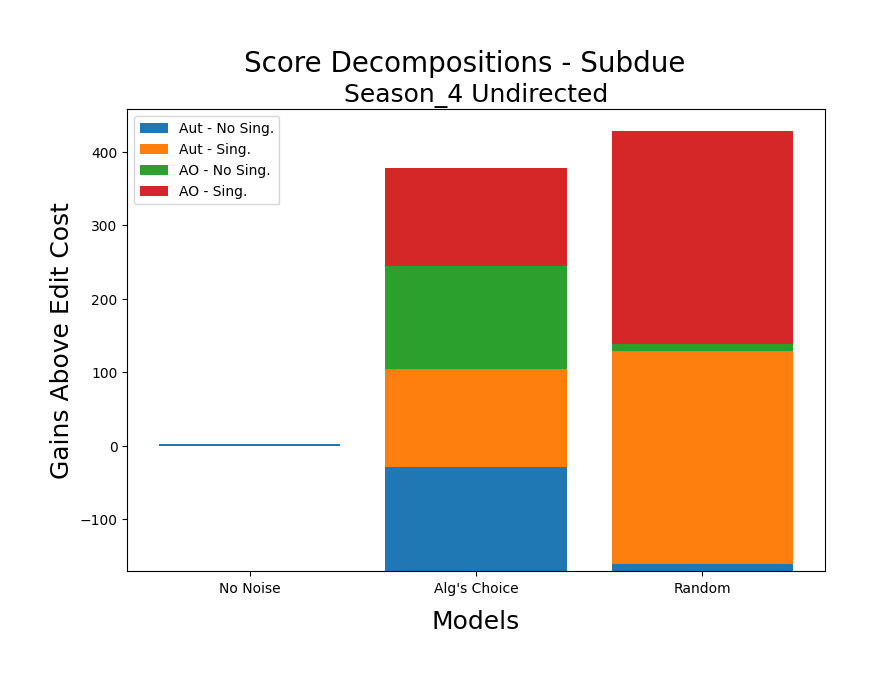 Score Decompositions - Subdue
Season_4 Undirected
Aut - No Sing.
Aut - Sing.
AO - No Sing.
AO - Sing.
Gains Above Edit Cost
400
300
200
100
0
−100
No Noise
Alg's Choice
Random
Models